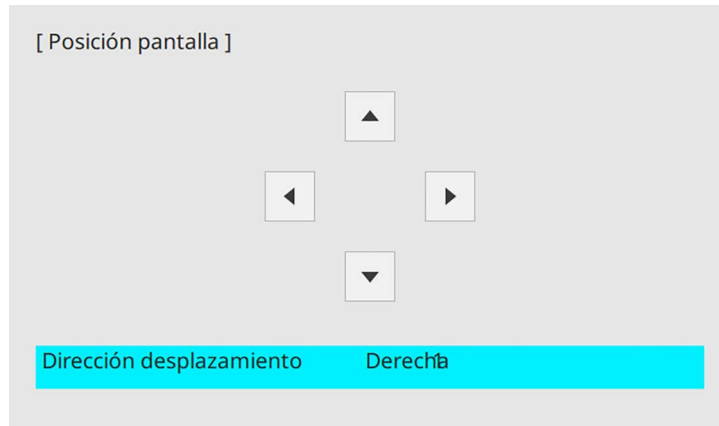 [ Posición pantalla ]
Dirección desplazamiento Derecha